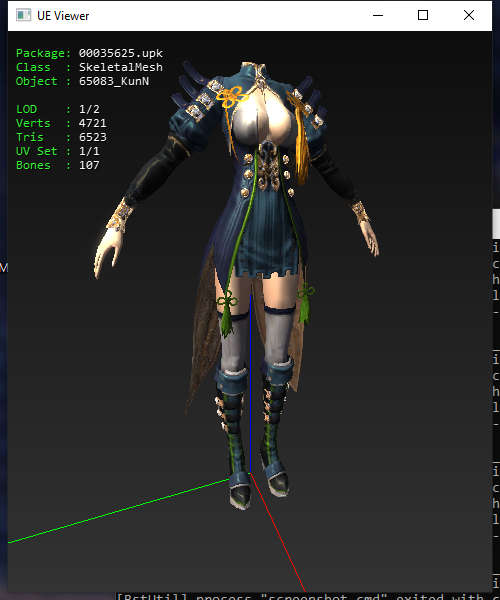 UE Viewer
Package: 00035625.upk
Class : SkeletalMesh
Object : 65083_KunN
LOD : 1/2
Verts : 4721
Tris : 6523
UV Set : 1/1
Bones : 107
M
i
c
h
l
-
i
c
h
l
-
i
c
h
l
-
i
[BstUtil] process "screenshot.cmd" exited with c